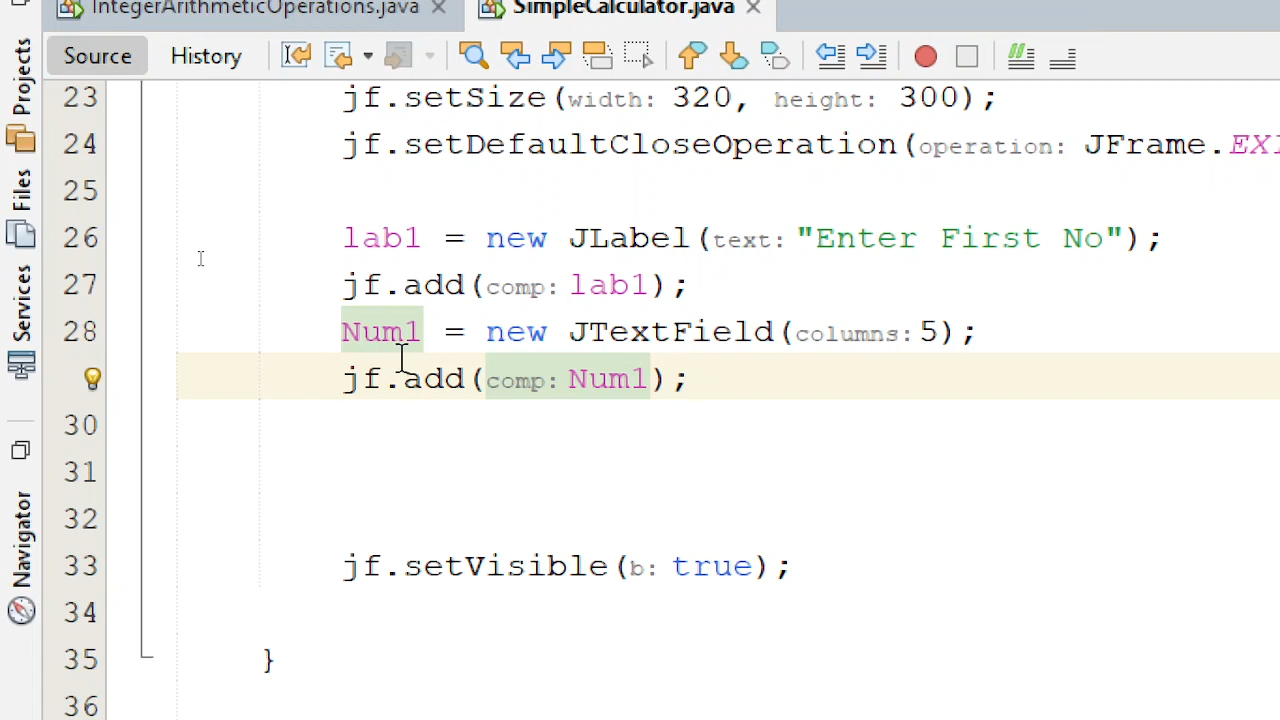 IntegerArithmeticOperations.java
SimpleCalculator.java
Source
History
Projects
Files
Services
Navigator
23 jf.setSize(width: 320, height: 300);
24 jf.setDefaultCloseOperation(operation: JFrame.EXI
25
26 lab1 = new JLabel(text: "Enter First No");
27 jf.add(comp: lab1);
28 Num1 = new JTextField(columns: 5);
jf.add(comp: Num1);
30
31
32
33 jf.setVisible(b: true);
34
35 }
36